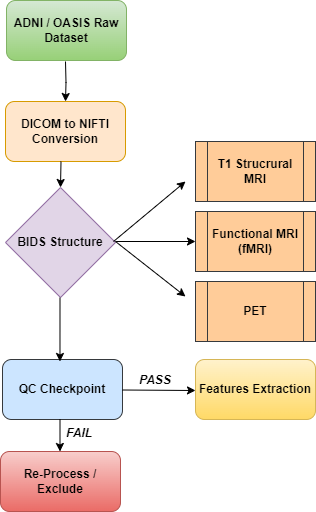 ADNI / OASIS Raw
Dataset
DICOM to NIFTI
Conversion
T1 Strucrural
MRI
BIDS Structure
Functional MRI
(fMRI)
PET
QC Checkpoint
PASS
Features Extraction
FAIL
Re-Process /
Exclude